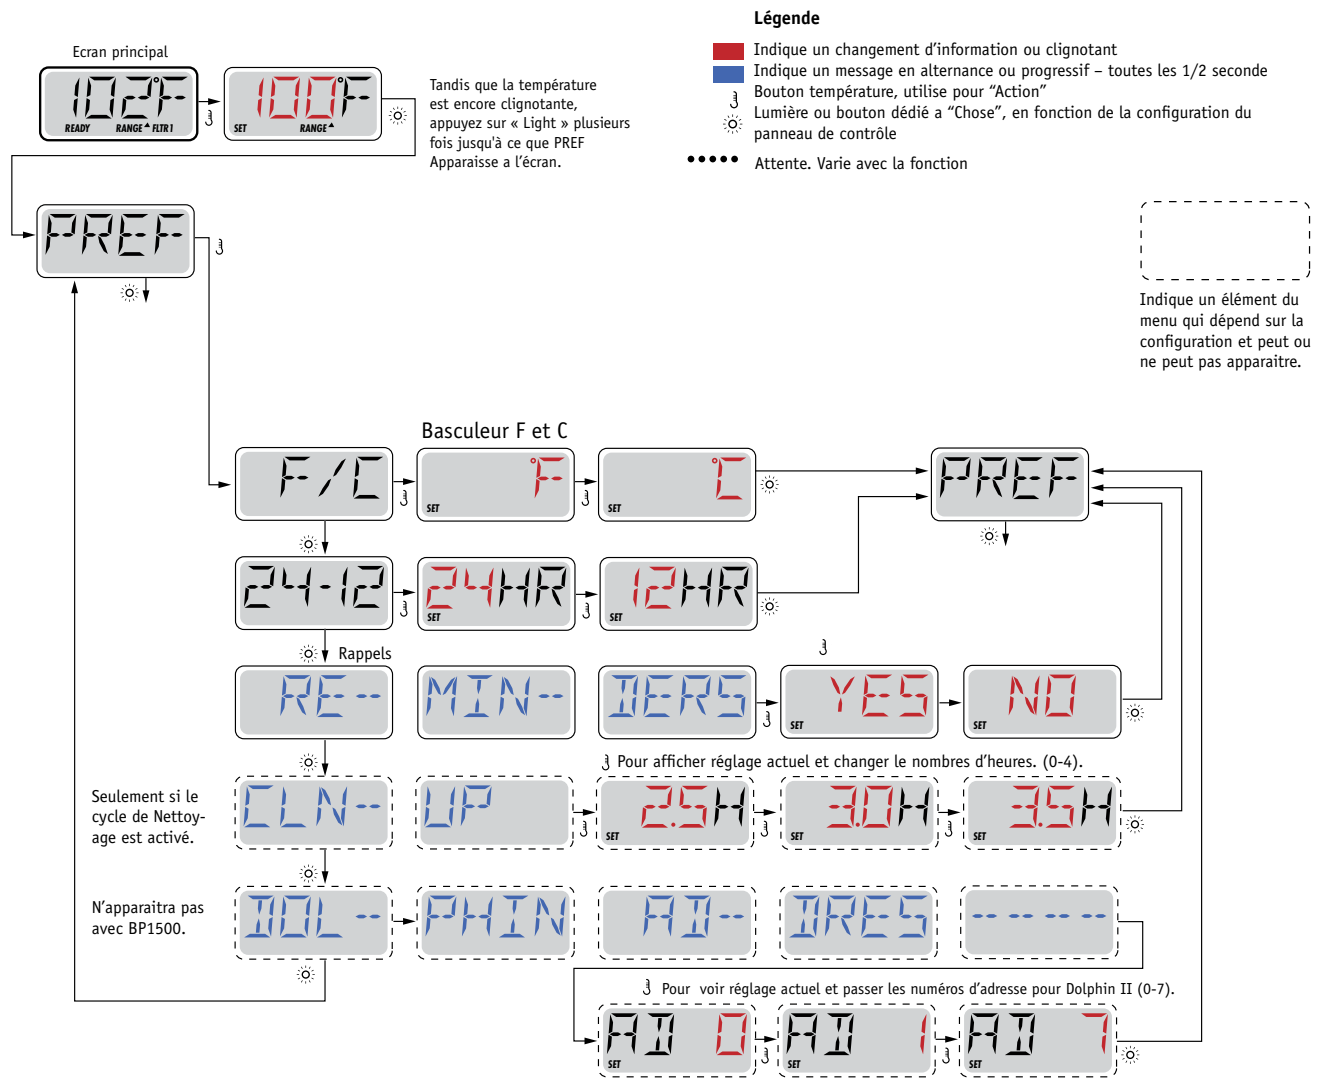 Légende
Indique un changement d'information ou clignotant
Indique un message en alternance ou progressif – toutes les 1/2 seconde
Bouton température, utilise pour “Action”
Lumière ou bouton dédié a “Chose”, en fonction de la configuration du
panneau de contrôle
Attente. Varie avec la fonction
Ecran principal
102°F
READY RANGE FLTR1
100°F
SET RANGE
Tandis que la température
est encore clignotante,
appuyez sur « Light » plusieurs
fois jusqu'à ce que PREF
Apparaisse a l'écran.
PREF
Indique un élément du
menu qui dépend sur la
configuration et peut ou
ne peut pas apparaitre.
Basculeur F et C
F/C
°F
SET
°C
SET
PREF
24-12
24HR
SET
12HR
SET
Rappels
RE--
MIN--
DERS
YES
SET
NO
SET
Pour afficher réglage actuel et changer le nombres d'heures. (0-4).
Seulement si le
cycle de Nettoy-
age est activé.
CLN--
UP
2.5H
SET
3.0H
SET
3.5H
SET
N'apparaitra pas
avec BP1500.
DOL--
PHIN
AD--
DRES
-- -- -- --
Pour voir réglage actuel et passer les numéros d'adresse pour Dolphin II (0-7).
AD 0
SET
AD 1
SET
AD 7
SET